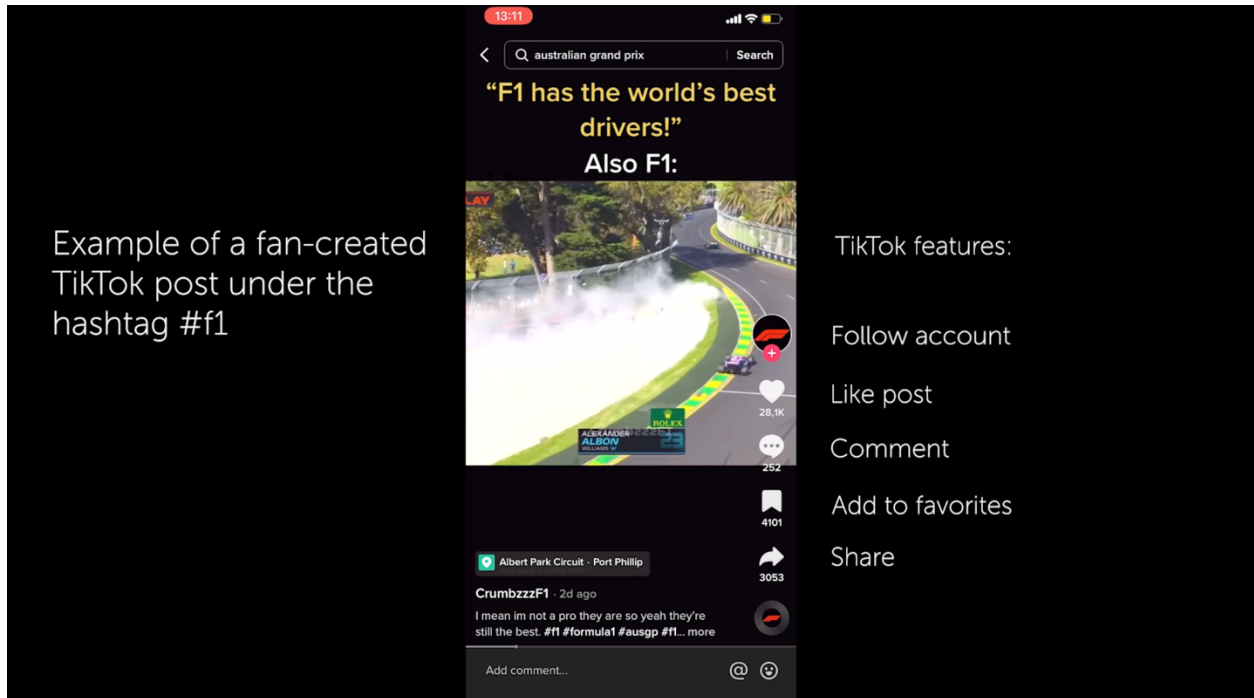 Example of a fan-created
TikTok post under the
hashtag #f1
13:11
australian grand prix
Search
“F1 has the world’s best
drivers!”
Also F1:
LAY
ROLEX
ALEXANDER
ALBON
WILLIAMS
23
28,1K
252
4101
3053
Albert Park Circuit · Port Phillip
CrumbzzzF1 · 2d ago
I mean im not a pro they are so yeah they’re
still the best. #f1 #formula1 #ausgp #f1... more
Add comment...
TikTok features:
Follow account
Like post
Comment
Add to favorites
Share